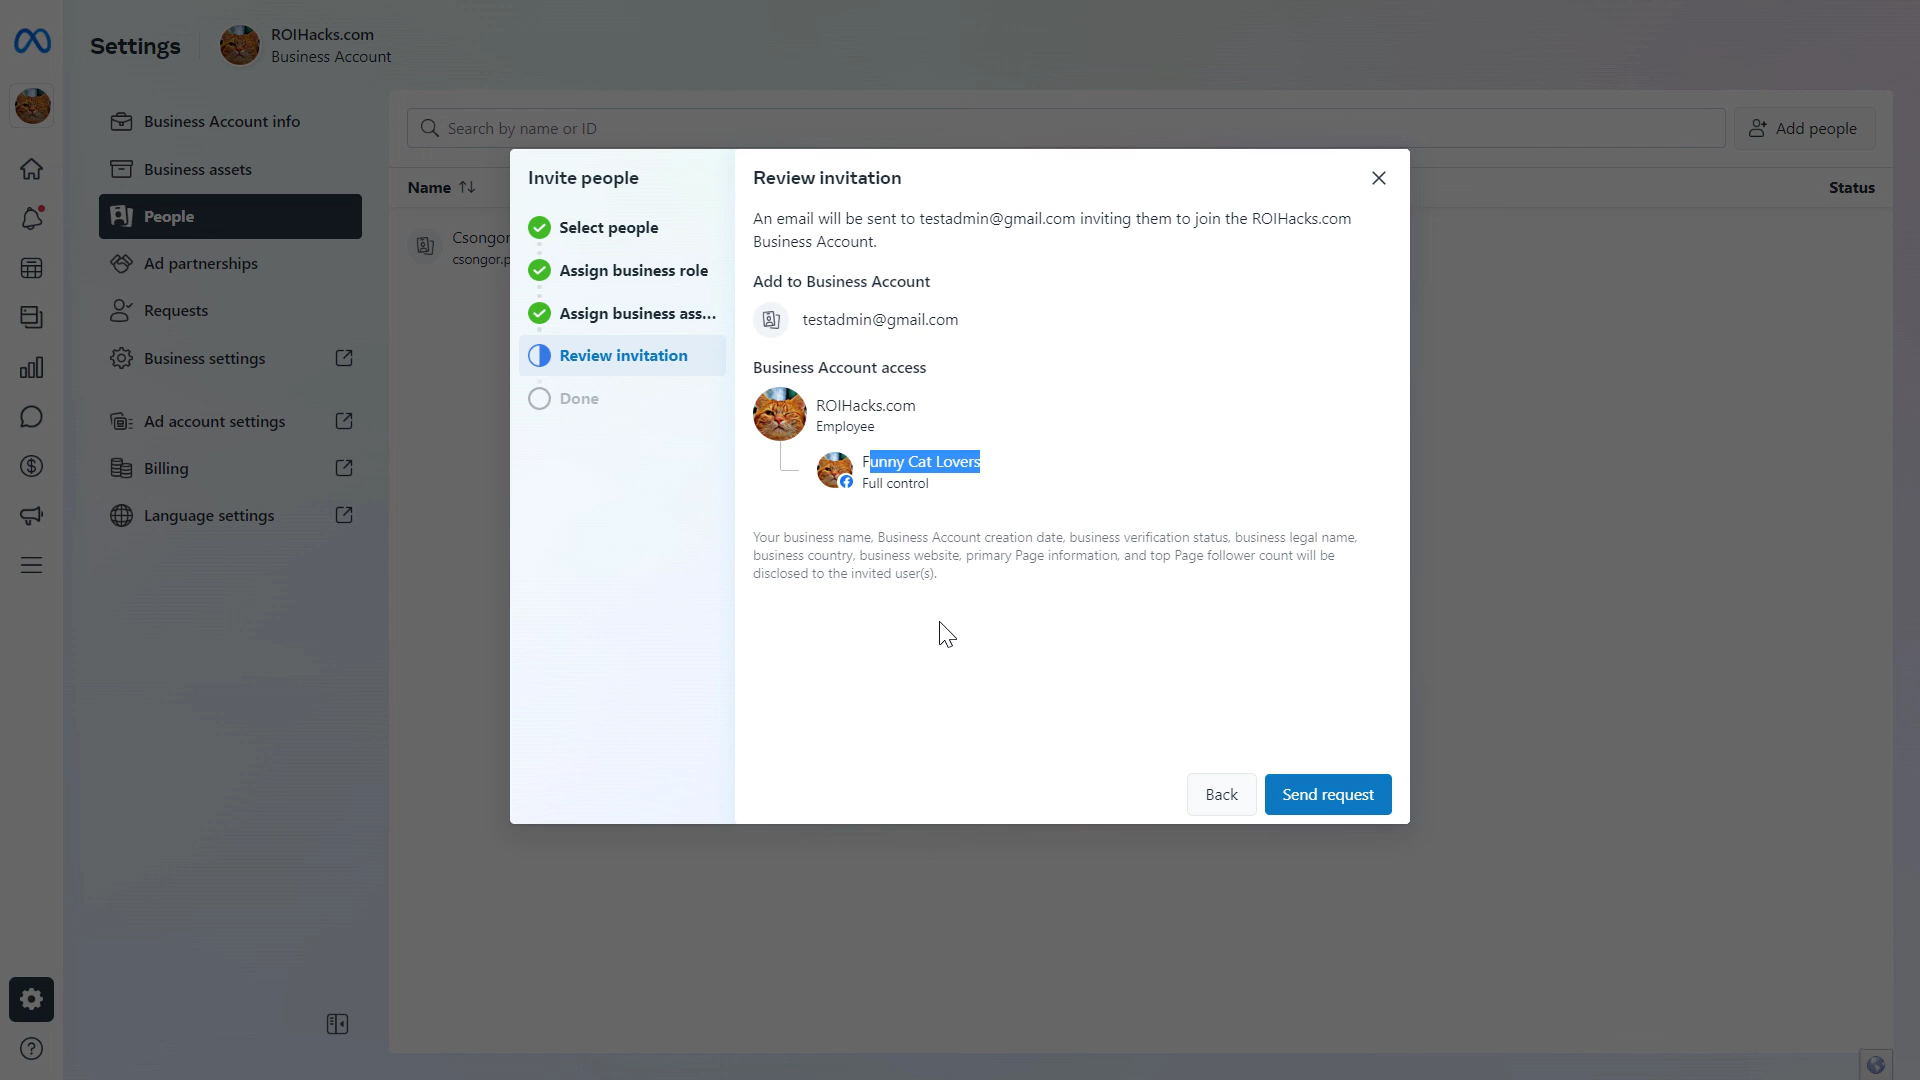 Settings
ROIHacks.com
Business Account
Business Account info
Business assets
People
Ad partnerships
Requests
Business settings
Ad account settings
Billing
Language settings
Search by name or ID
Add people
Name
Status
Csongor
csongor.p
Invite people
Select people
Assign business role
Assign business ass...
Review invitation
Done
Review invitation
An email will be sent to testadmin@gmail.com inviting them to join the ROIHacks.com
Business Account.
Add to Business Account
testadmin@gmail.com
Business Account access
ROIHacks.com
Employee
Funny Cat Lovers
Full control
Your business name, Business Account creation date, business verification status, business legal name,
business country, business website, primary Page information, and top Page follower count will be
disclosed to the invited user(s).
Back
Send request